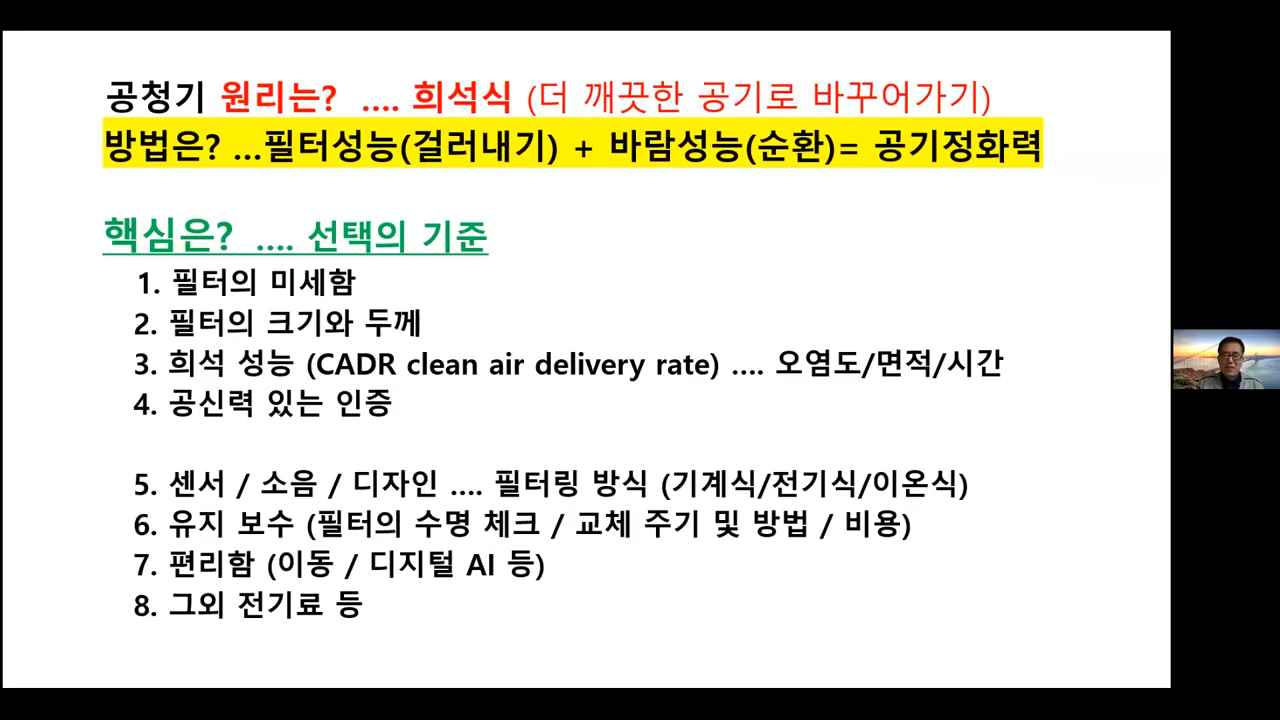 공청기 원리는? .... 희석식 (더 깨끗한 공기로 바꾸어가기)
방법은? ...필터성능(걸러내기) + 바람성능(순환)= 공기정화력
핵심은? .... 선택의 기준
1. 필터의 미세함
2. 필터의 크기와 두께
3. 희석 성능 (CADR clean air delivery rate) .... 오염도/면적/시간
4. 공신력 있는 인증
5. 센서 / 소음 / 디자인 .... 필터링 방식 (기계식/전기식/이온식)
6. 유지 보수 (필터의 수명 체크 / 교체 주기 및 방법 / 비용)
7. 편리함 (이동 / 디지털 AI 등)
8. 그외 전기료 등